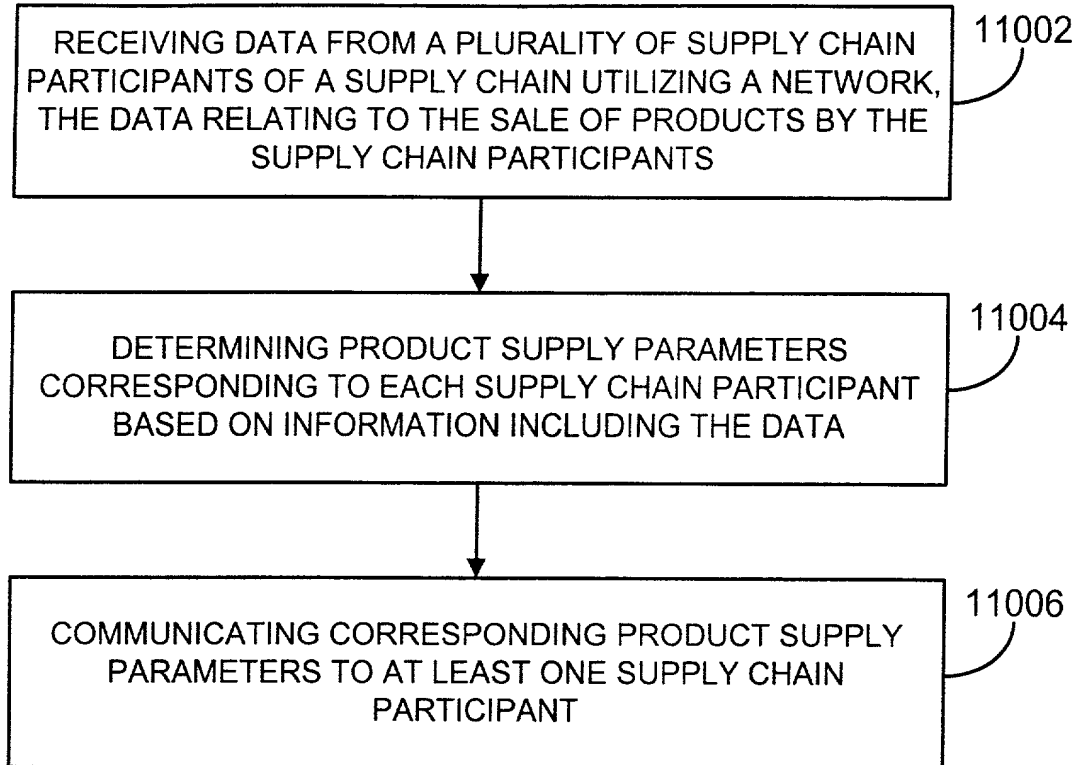 RECEIVING DATA FROM A PLURALITY OF SUPPLY CHAIN
PARTICIPANTS OF A SUPPLY CHAIN UTILIZING A NETWORK,
THE DATA RELATING TO THE SALE OF PRODUCTS BY THE
SUPPLY CHAIN PARTICIPANTS
11002
DETERMINING PRODUCT SUPPLY PARAMETERS
CORRESPONDING TO EACH SUPPLY CHAIN PARTICIPANT
BASED ON INFORMATION INCLUDING THE DATA
11004
COMMUNICATING CORRESPONDING PRODUCT SUPPLY
PARAMETERS TO AT LEAST ONE SUPPLY CHAIN
PARTICIPANT
11006